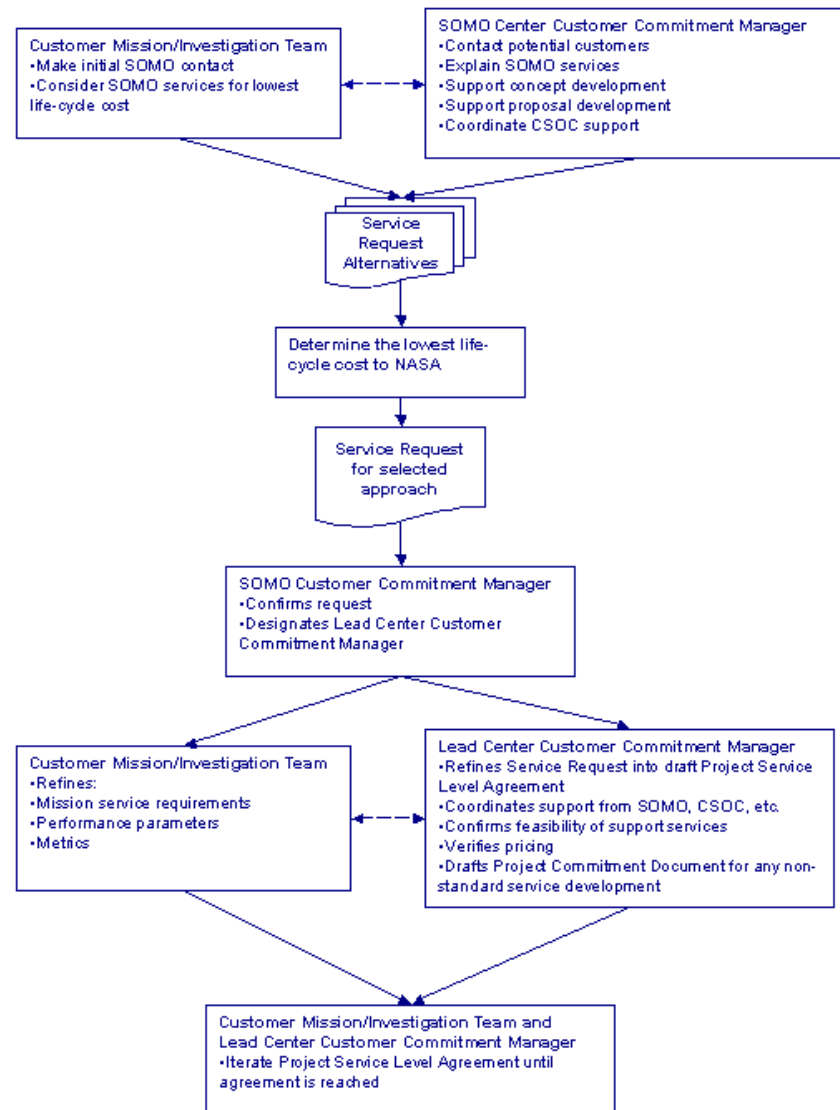 Customer Mission/Investigation Team
•Make initial SOMO contact
•Consider SOMO services for lowest
life-cycle cost
SOMO Center Customer Commitment Manager
•Contact potential customers
•Explain SOMO services
•Support concept development
•Support proposal development
•Coordinate CSOC support
Service
Request
Alternatives
Determine the lowest life-
cycle cost to NASA
Service Request
for selected
approach
SOMO Customer Commitment Manager
•Confirms request
•Designates Lead Center Customer
Commitment Manager
Customer Mission/Investigation Team
•Refines:
•Mission service requirements
•Performance parameters
•Metrics
Lead Center Customer Commitment Manager
•Refines Service Request into draft Project Service
Level Agreement
•Coordinates support from SOMO, CSOC, etc.
•Confirms feasibility of support services
•Verifies pricing
•Drafts Project Commitment Document for any non-
standard service development
Customer Mission/Investigation Team and
Lead Center Customer Commitment Manager
•Iterate Project Service Level Agreement until
agreement is reached